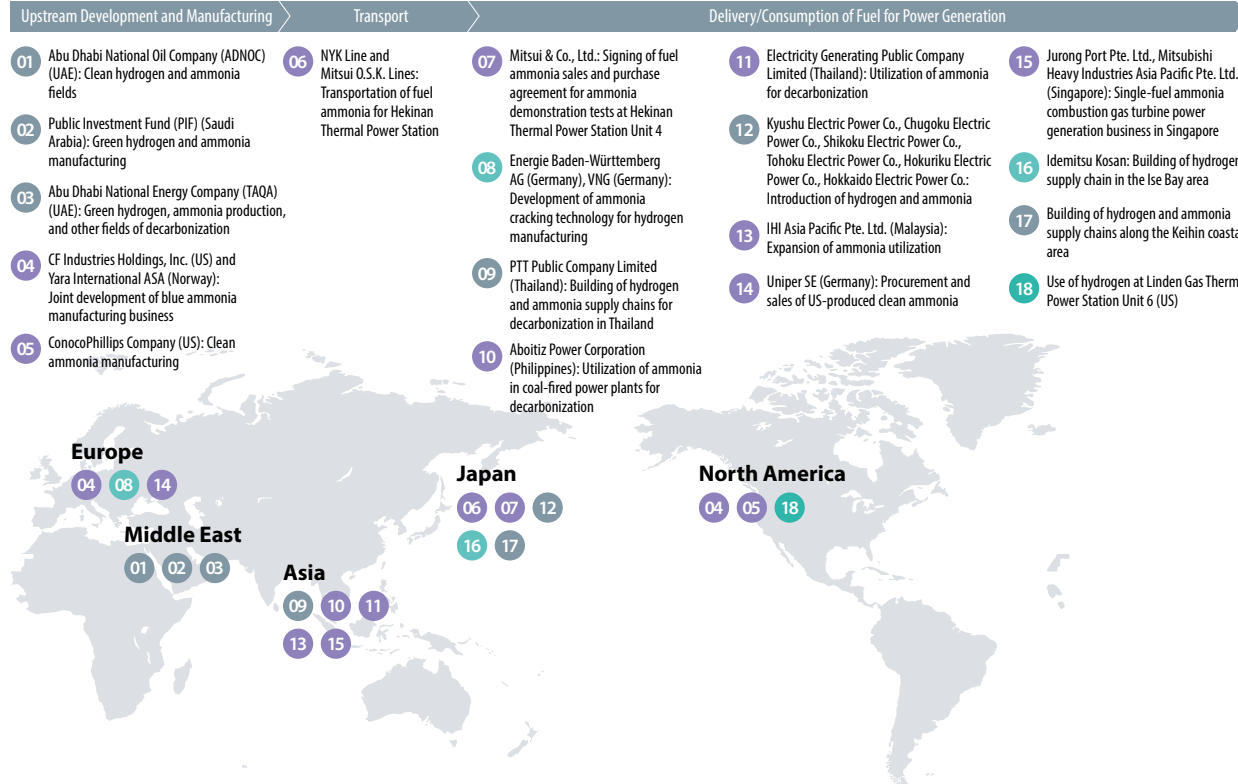 Upstream Development and Manufacturing
Transport
Delivery/Consumption of Fuel for Power Generation
01
Abu Dhabi National Oil Company (ADNOC)
(UAE): Clean hydrogen and ammonia
fields
02
Public Investment Fund (PIF) (Saudi
Arabia): Green hydrogen and ammonia
manufacturing
03
Abu Dhabi National Energy Company (TAQA)
(UAE): Green hydrogen, ammonia production,
and other fields of decarbonization
04
CF Industries Holdings, Inc. (US) and
Yara International ASA (Norway):
Joint development of blue ammonia
manufacturing business
05
ConocoPhillips Company (US): Clean
ammonia manufacturing
06
NYK Line and
Mitsui O.S.K. Lines:
Transportation of fuel
ammonia for Hekinan
Thermal Power Station
07
Mitsui & Co., Ltd.: Signing of fuel
ammonia sales and purchase
agreement for ammonia
demonstration tests at Hekinan
Thermal Power Station Unit 4
08
Energie Baden-Württemberg
AG (Germany), VNG (Germany):
Development of ammonia
cracking technology for hydrogen
manufacturing
09
PTT Public Company Limited
(Thailand): Building of hydrogen
and ammonia supply chains for
decarbonization in Thailand
10
Aboitiz Power Corporation
(Philippines): Utilization of ammonia
in coal-fired power plants for
decarbonization
11
Electricity Generating Public Company
Limited (Thailand): Utilization of ammonia
for decarbonization
12
Kyushu Electric Power Co., Chugoku Electric
Power Co., Shikoku Electric Power Co.,
Tohoku Electric Power Co., Hokuriku Electric
Power Co., Hokkaido Electric Power Co.:
Introduction of hydrogen and ammonia
13
IHI Asia Pacific Pte. Ltd. (Malaysia):
Expansion of ammonia utilization
14
Uniper SE (Germany): Procurement and
sales of US-produced clean ammonia
15
Jurong Port Pte. Ltd., Mitsubishi
Heavy Industries Asia Pacific Pte. Ltd.
(Singapore): Single-fuel ammonia
combustion gas turbine power
generation business in Singapore
16
Idemitsu Kosan: Building of hydrogen
supply chain in the Ise Bay area
17
Building of hydrogen and ammonia
supply chains along the Keihin coasta
area
18
Use of hydrogen at Linden Gas Therm
Power Station Unit 6 (US)
Europe
04 08 14
Middle East
01 02 03
Asia
09 10 11
13 15
Japan
06 07 12
16 17
North America
04 05 18